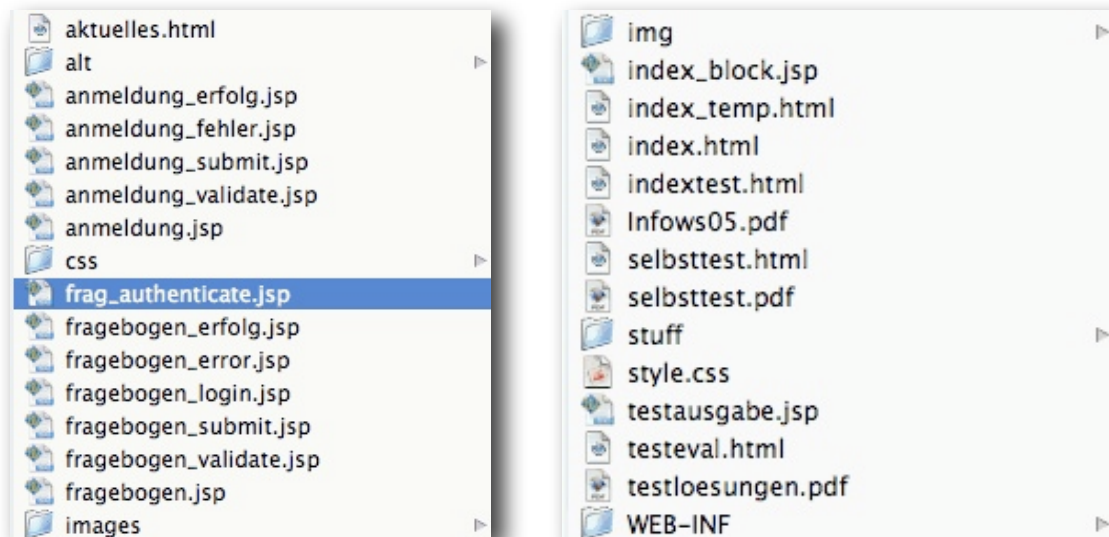 aktuelles.html
alt
anmeldung_erfolg.jsp
anmeldung_fehler.jsp
anmeldung_submit.jsp
anmeldung_validate.jsp
anmeldung.jsp
css
frag_authenticate.jsp
fragebogen_erfolg.jsp
fragebogen_error.jsp
fragebogen_login.jsp
fragebogen_submit.jsp
fragebogen_validate.jsp
fragebogen.jsp
images
img
index_block.jsp
index_temp.html
index.html
indextest.html
Infows05.pdf
selbsttest.html
selbsttest.pdf
stuff
style.css
testausgabe.jsp
testeval.html
testloesungen.pdf
WEB-INF